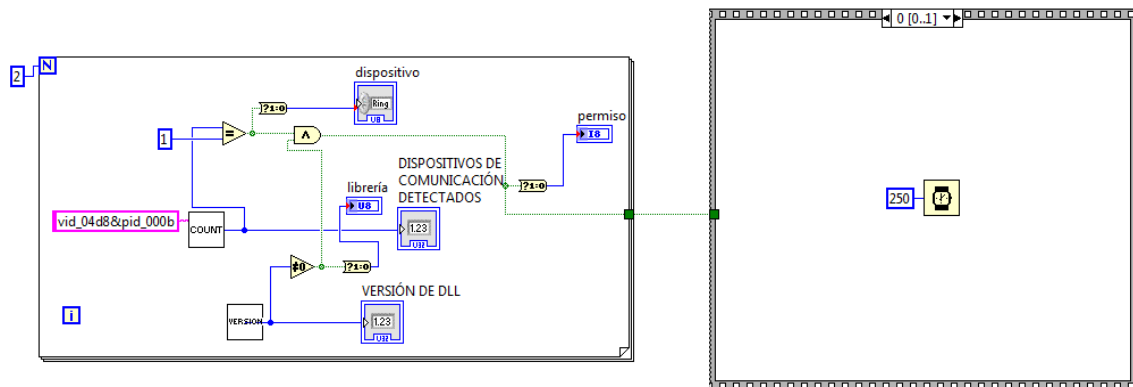 0 [0..1]
N
2
dispositivo
?1:0
Ring
U8
permiso
I8
=
Λ
1
DISPOSITIVOS DE
COMUNICACIÓN
DETECTADOS
?1:0
librería
U8
vid_04d8&pid_000b
COUNT
1.23
U32
250
≠0
?1:0
VERSIÓN DE DLL
i
VERSION
1.23
U32